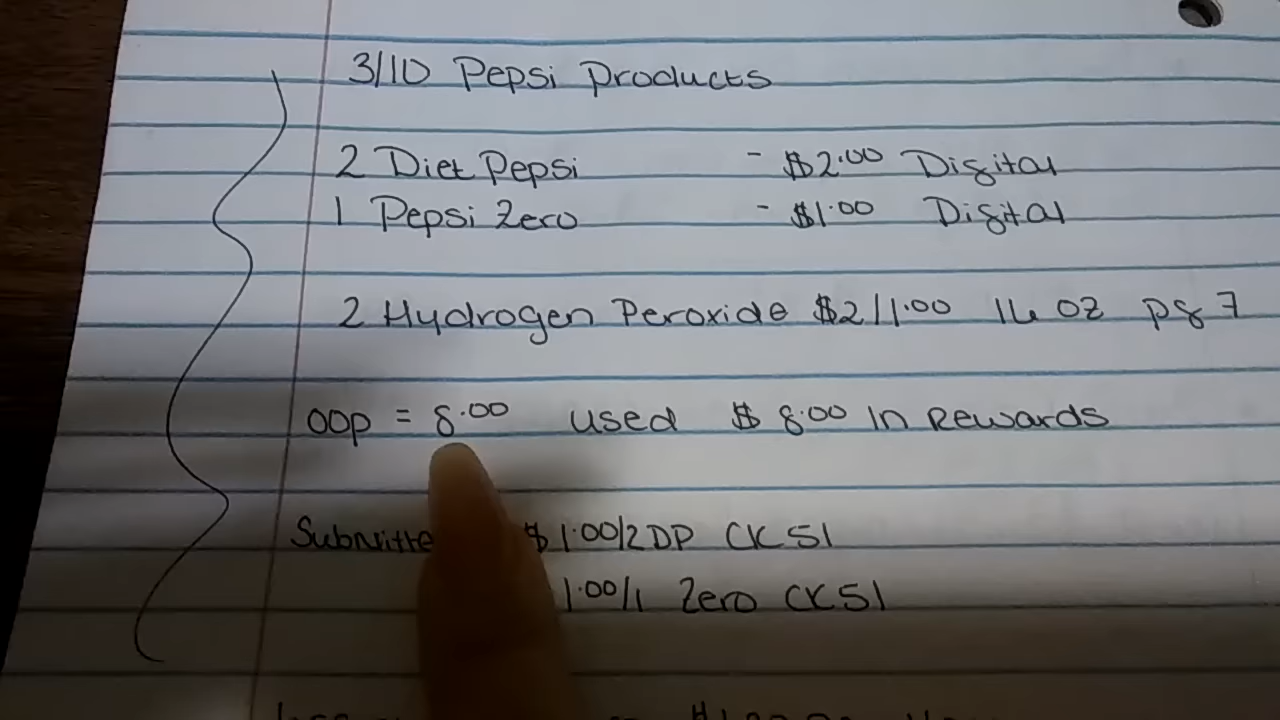 3/10 Pepsi Products
2 Diet Pepsi - $2.00 Digital
1 Pepsi Zero - $1.00 Digital
2 Hydrogen Peroxide $2/1.00 16 oz pg 7
OOP = 8.00 used $ 8.00 in Rewards
$1.00/2 DP CK51
1.00/1 Zero CK51